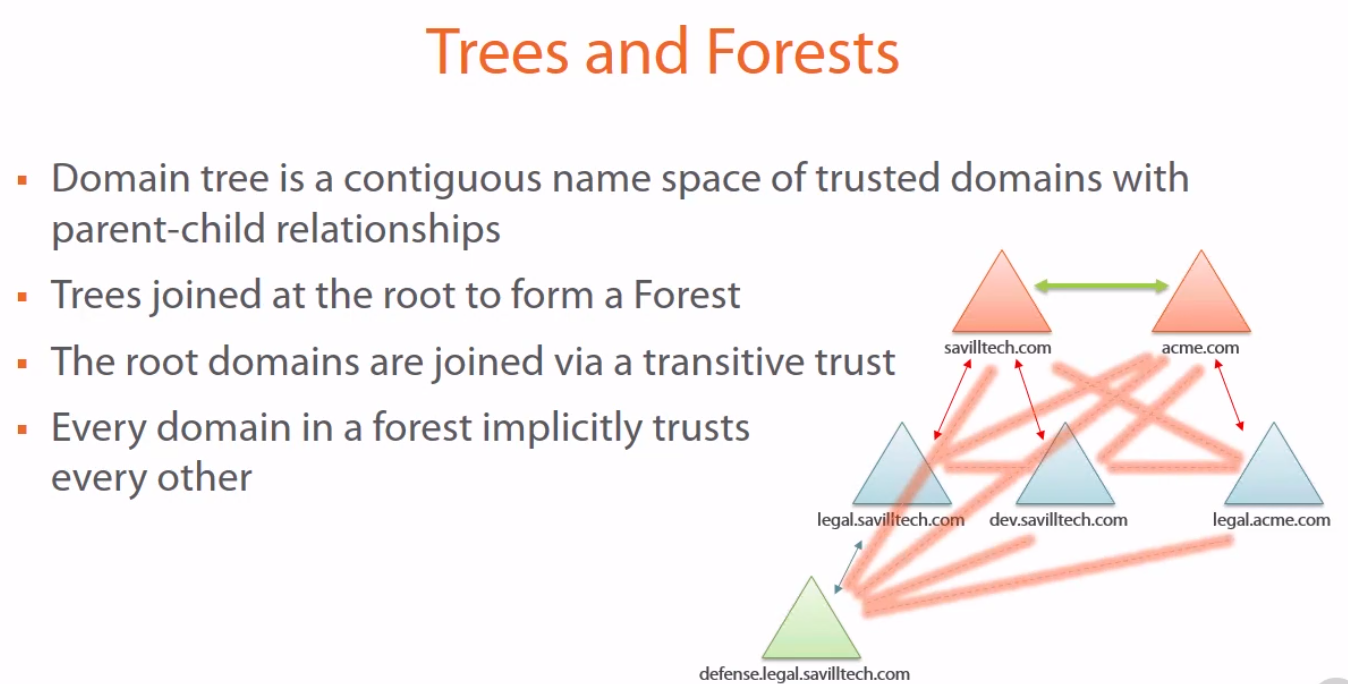 Trees and Forests
▪ Domain tree is a contiguous name space of trusted domains with
parent-child relationships
▪ Trees joined at the root to form a Forest
▪ The root domains are joined via a transitive trust
▪ Every domain in a forest implicitly trusts
every other
savilltech.com
acme.com
legal.savilltech.com
dev.savilltech.com
legal.acme.com
defense.legal.savilltech.com